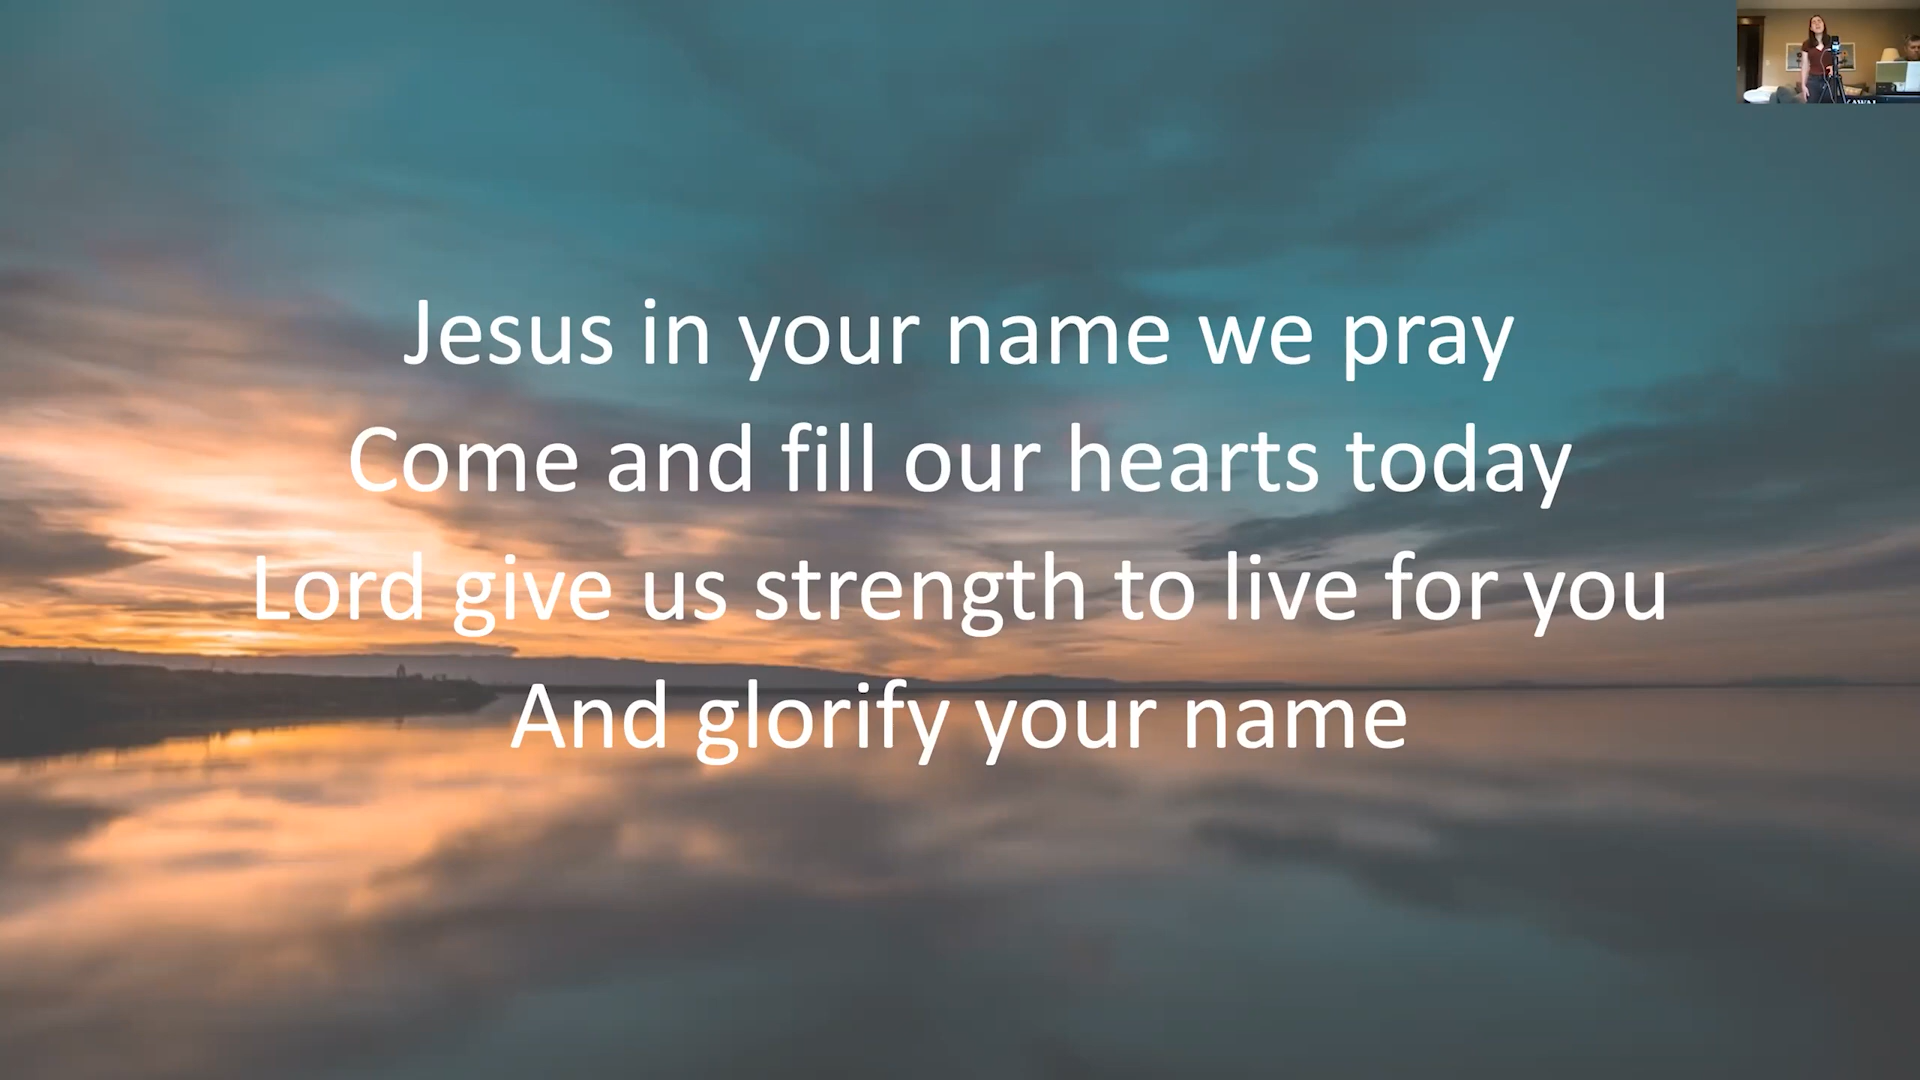 Jesus in your name we pray
Come and fill our hearts today
Lord give us strength to live for you
And glorify your name
KAWAI